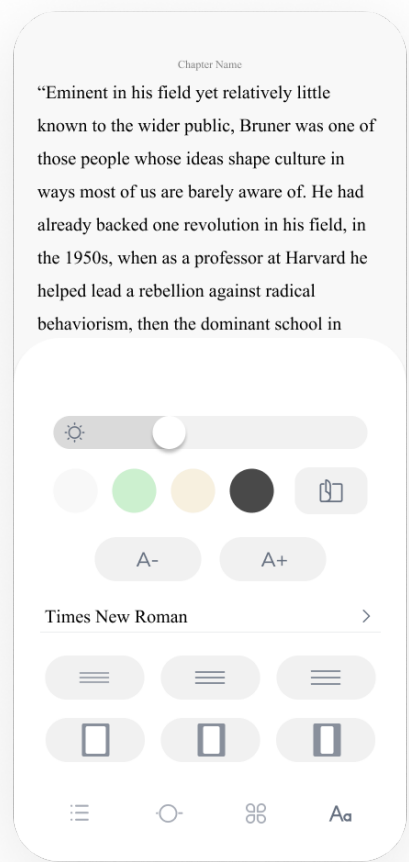 Chapter Name
“Eminent in his field yet relatively little
known to the wider public, Bruner was one of
those people whose ideas shape culture in
ways most of us are barely aware of. He had
already backed one revolution in his field, in
the 1950s, when as a professor at Harvard he
helped lead a rebellion against radical
behaviorism, then the dominant school in
A-
A+
Times New Roman
Aa